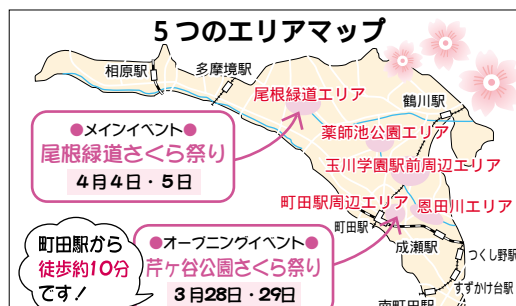 5つのエリアマップ
相原駅
多摩境駅
尾根緑道エリア
鶴川駅
薬師池公園エリア
玉川学園駅前周辺エリア
町田駅周辺エリア
恩田川エリア
町田駅
成瀬駅
つくし野駅
すずかけ台駅
南町田駅
●メインイベント●
尾根緑道さくら祭り
4月4日・5日
町田駅から
徒歩約10分
です!
●オープニングイベント●
芹ヶ谷公園さくら祭り
3月28日・29日